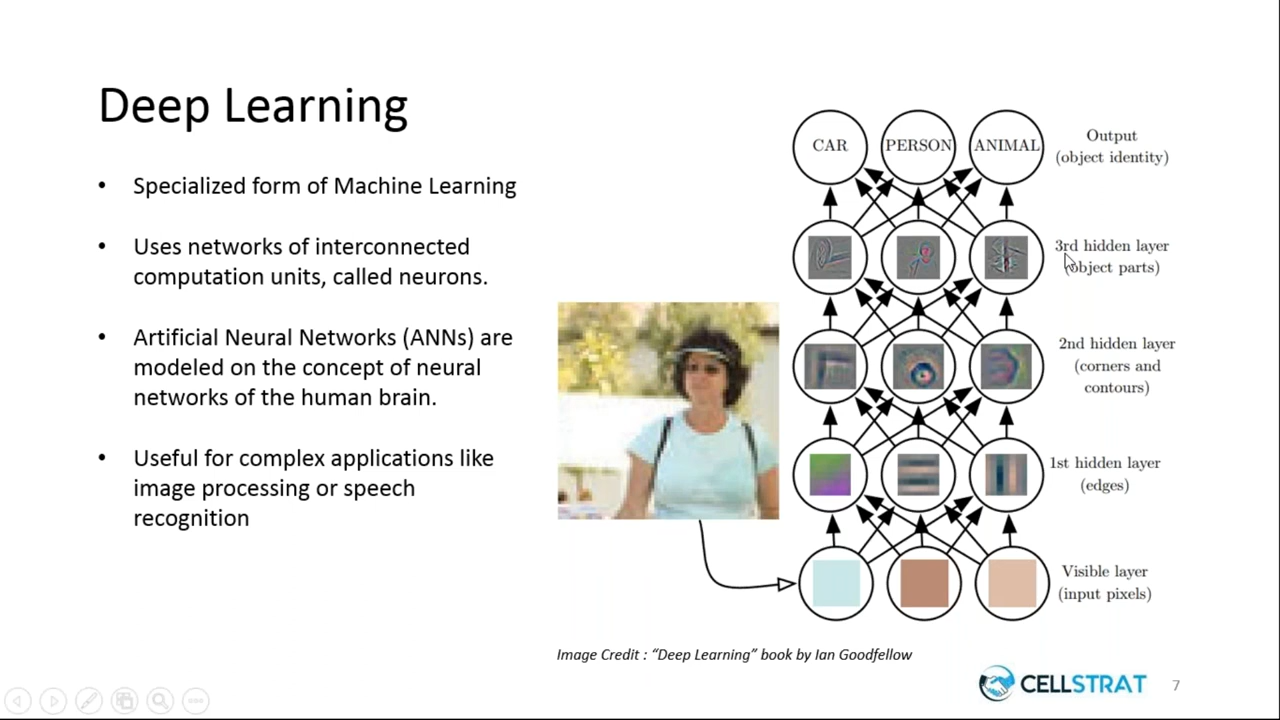 Deep Learning
• Specialized form of Machine Learning
• Uses networks of interconnected
computation units, called neurons.
• Artificial Neural Networks (ANNs) are
modeled on the concept of neural
networks of the human brain.
• Useful for complex applications like
image processing or speech
recognition
CAR PERSON ANIMAL
Output
(object identity)
3rd hidden layer
(object parts)
2nd hidden layer
(corners and
contours)
1st hidden layer
(edges)
Visible layer
(input pixels)
Image Credit : “Deep Learning” book by Ian Goodfellow
CELLSTRAT 7